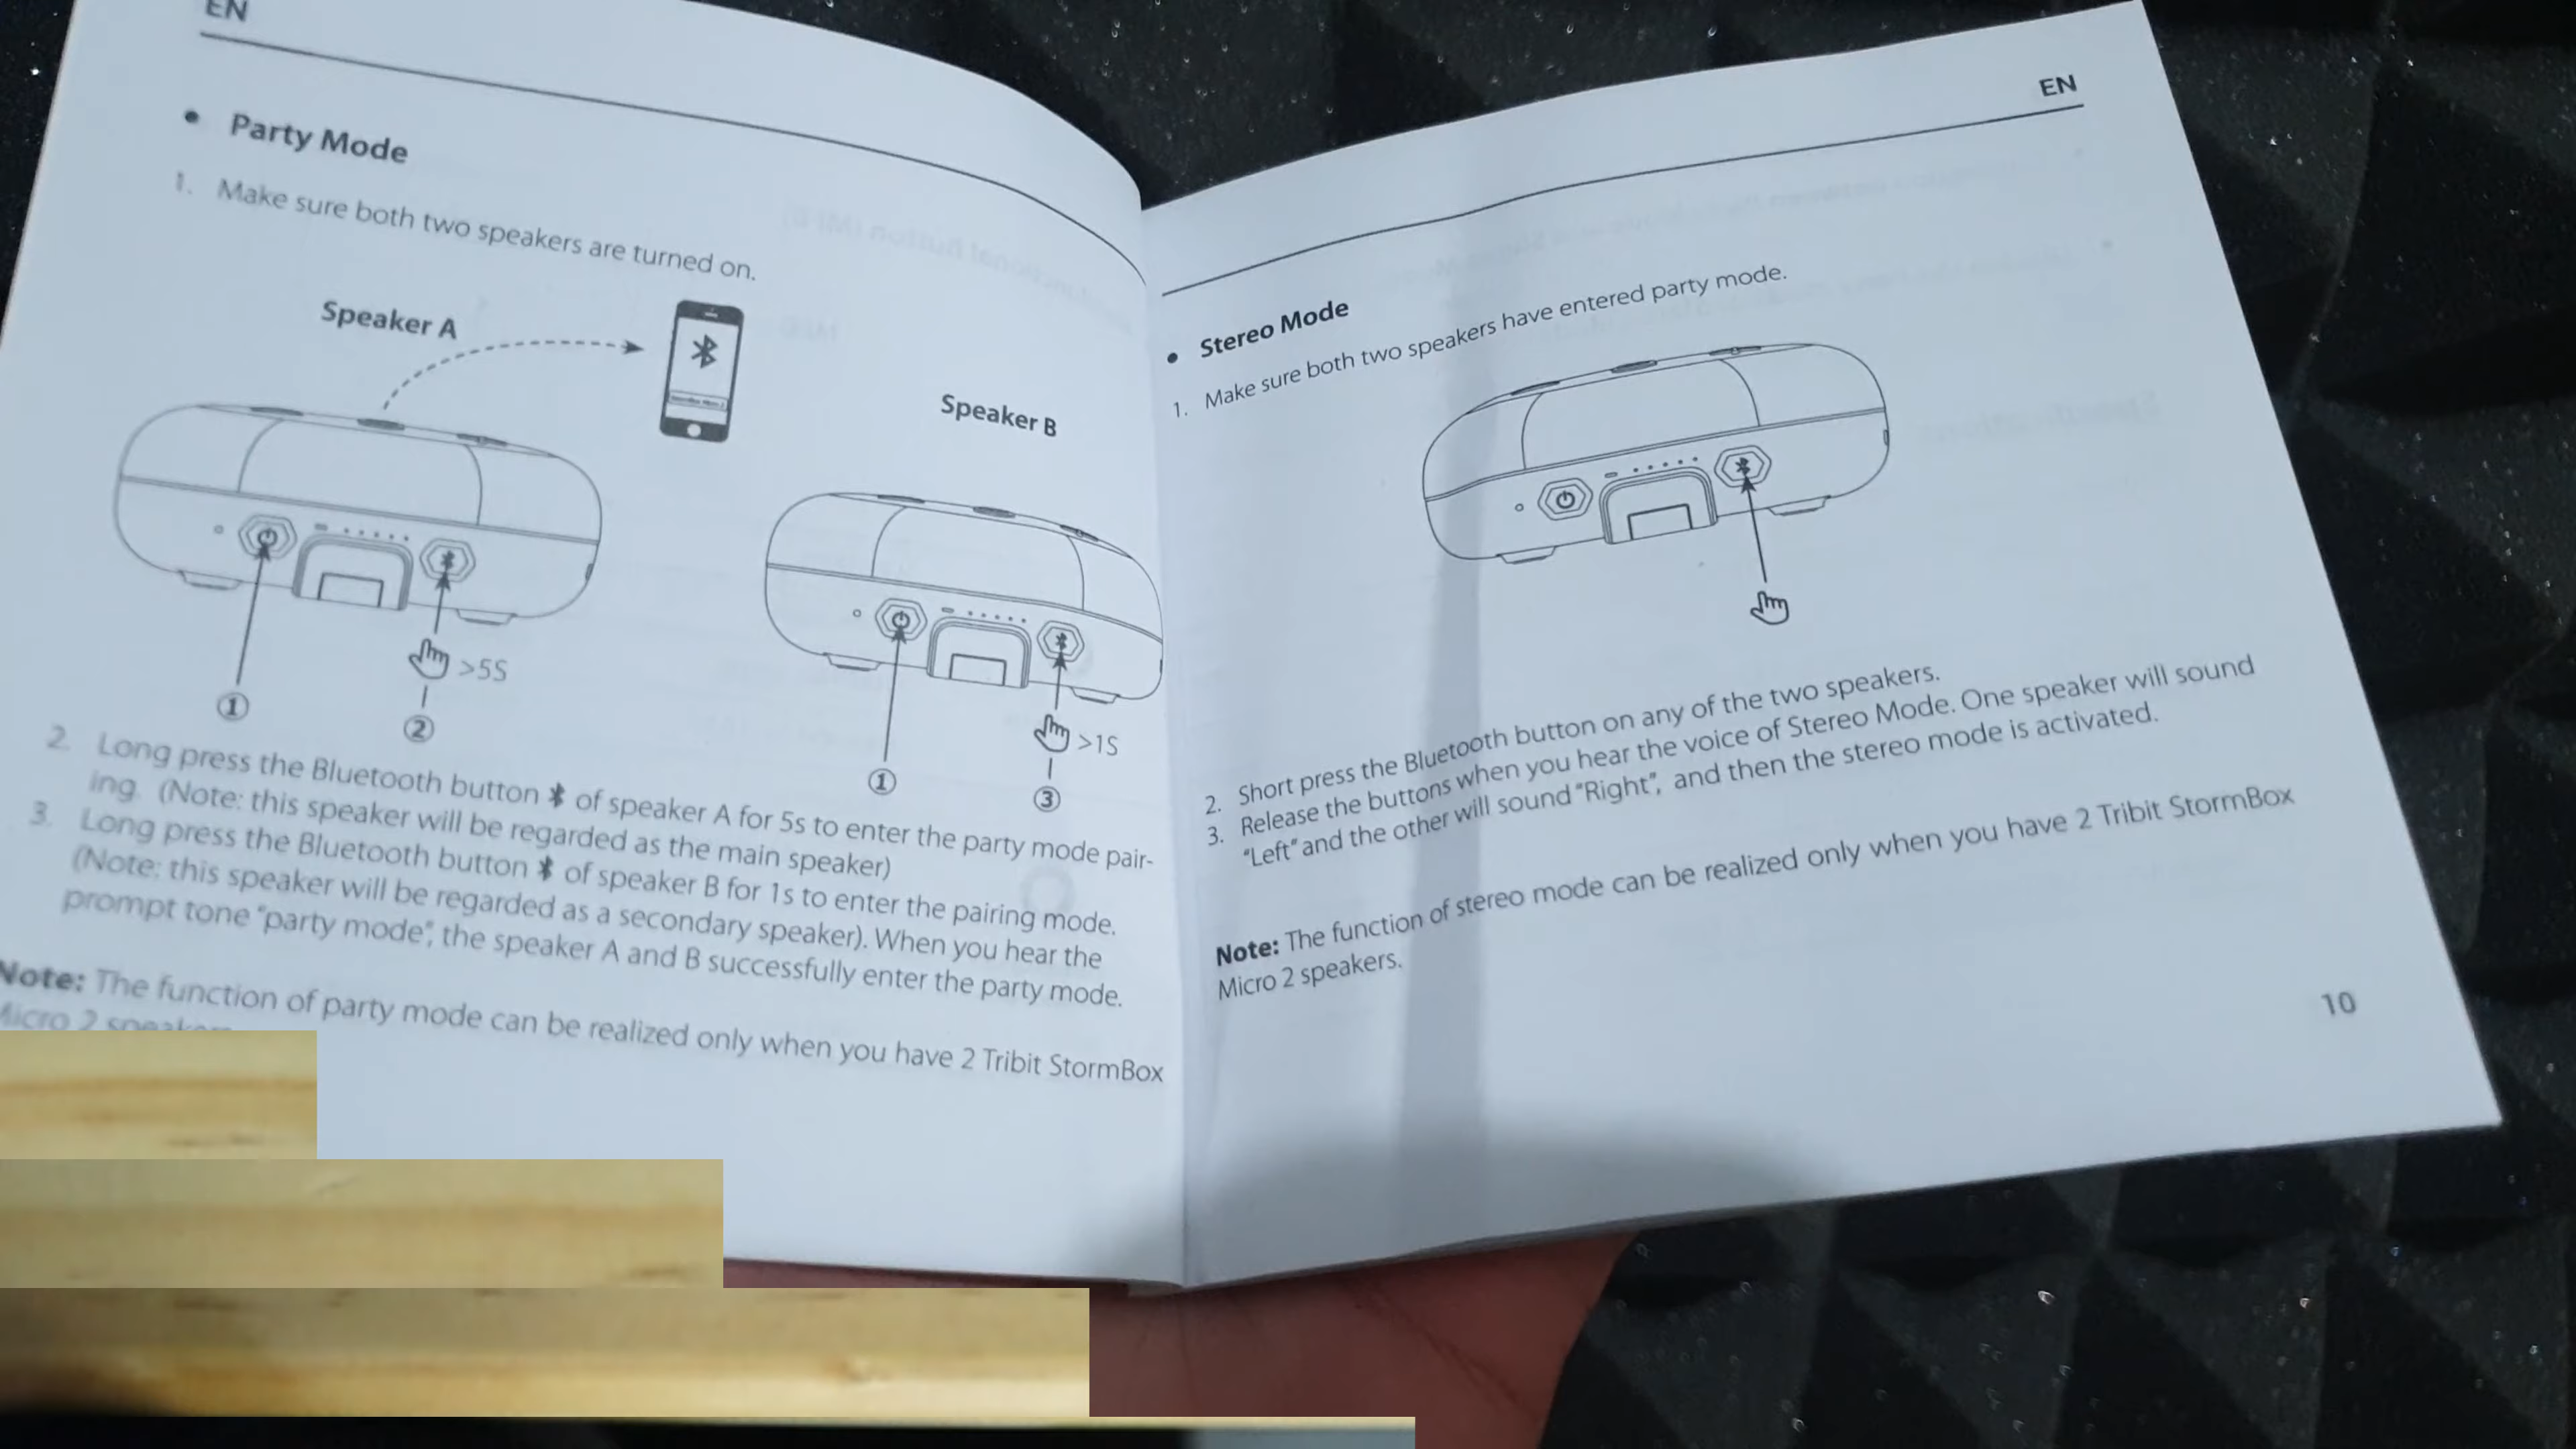 EN
• Party Mode
1. Make sure both two speakers are turned on.
Speaker A
Speaker B
>5S
>1S
1
2
1
3
2. Long press the Bluetooth button of speaker A for 5s to enter the party mode pair-
ing. (Note: this speaker will be regarded as the main speaker)
3. Long press the Bluetooth button of speaker B for 1s to enter the pairing mode.
(Note: this speaker will be regarded as a secondary speaker). When you hear the
prompt tone “party mode”, the speaker A and B successfully enter the party mode.
Note: The function of party mode can be realized only when you have 2 Tribit StormBox
Micro 2
EN
• Stereo Mode
1. Make sure both two speakers have entered party mode.
2. Short press the Bluetooth button on any of the two speakers.
3. Release the buttons when you hear the voice of Stereo Mode. One speaker will sound
“Left” and the other will sound “Right”, and then the stereo mode is activated.
Note: The function of stereo mode can be realized only when you have 2 Tribit StormBox
Micro 2 speakers.
10